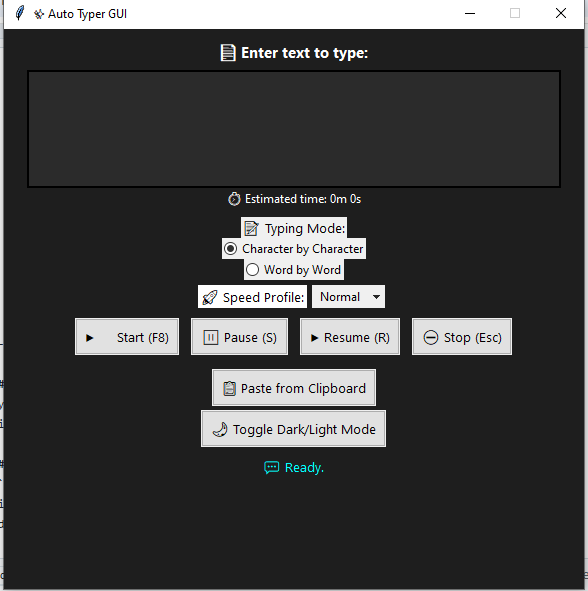 Auto Typer GUI
Enter text to type:
Estimated time: 0m 0s
Typing Mode:
Character by Character
Word by Word
Speed Profile: Normal
Start (F8) Pause (S) Resume (R) Stop (Esc)
Paste from Clipboard
Toggle Dark/Light Mode
Ready.